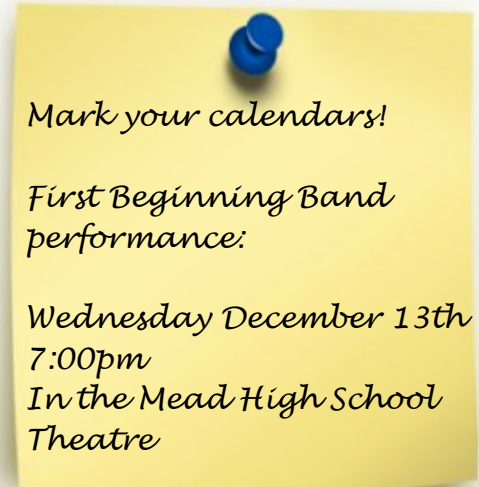 Mark your calendars!
First Beginning Band
performance:
Wednesday December 13th
7:00pm
In the Mead High School
Theatre